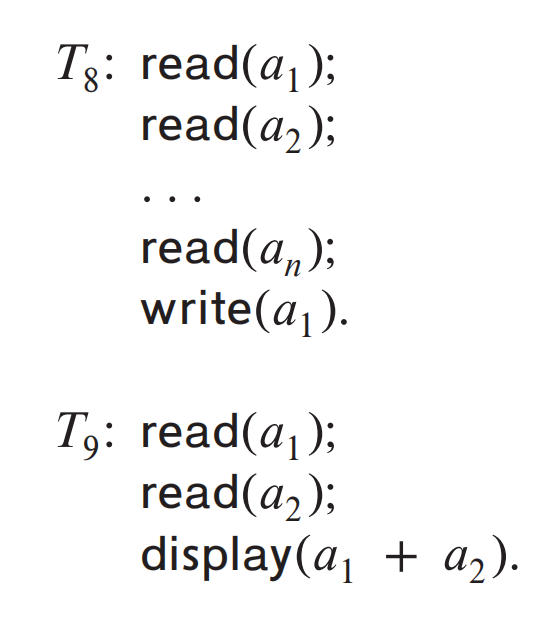 T₈: read(a₁);
read(a₂);
. . .
read(aₙ);
write(a₁).
T₉: read(a₁);
read(a₂);
display(a₁ + a₂).